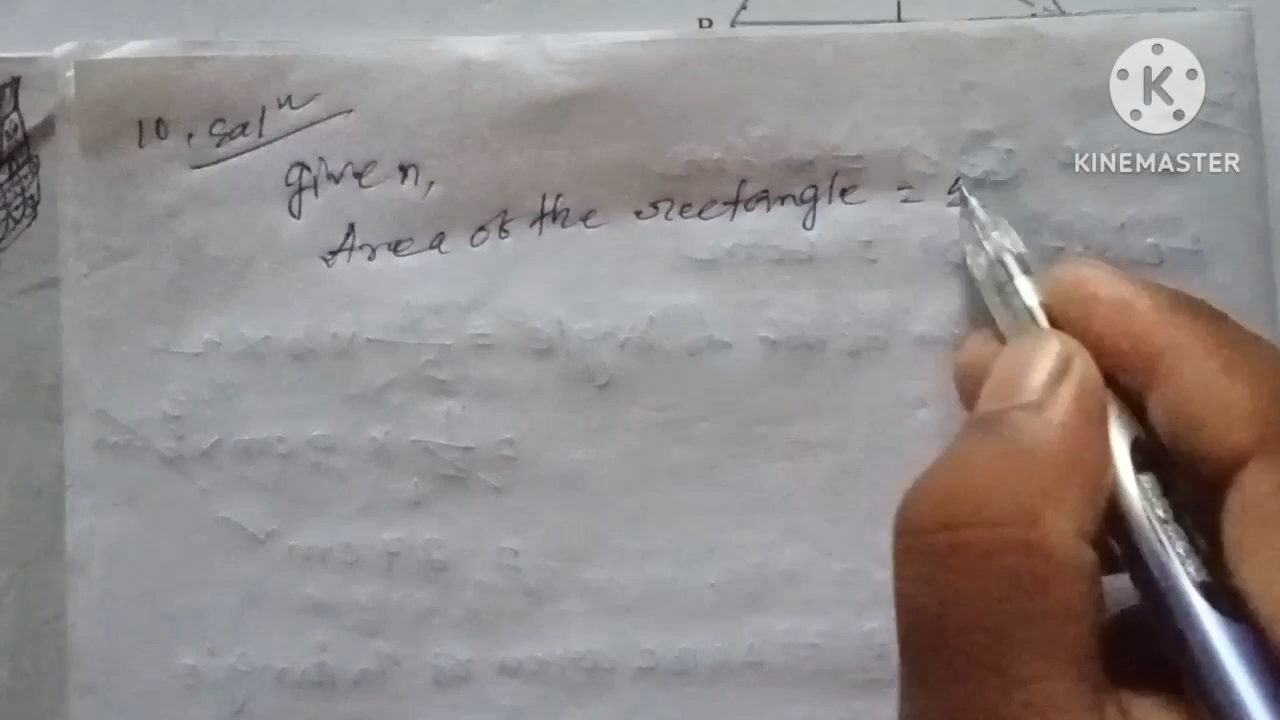 KINEMASTER
10. Solⁿ
given,
Area of the rectangle =